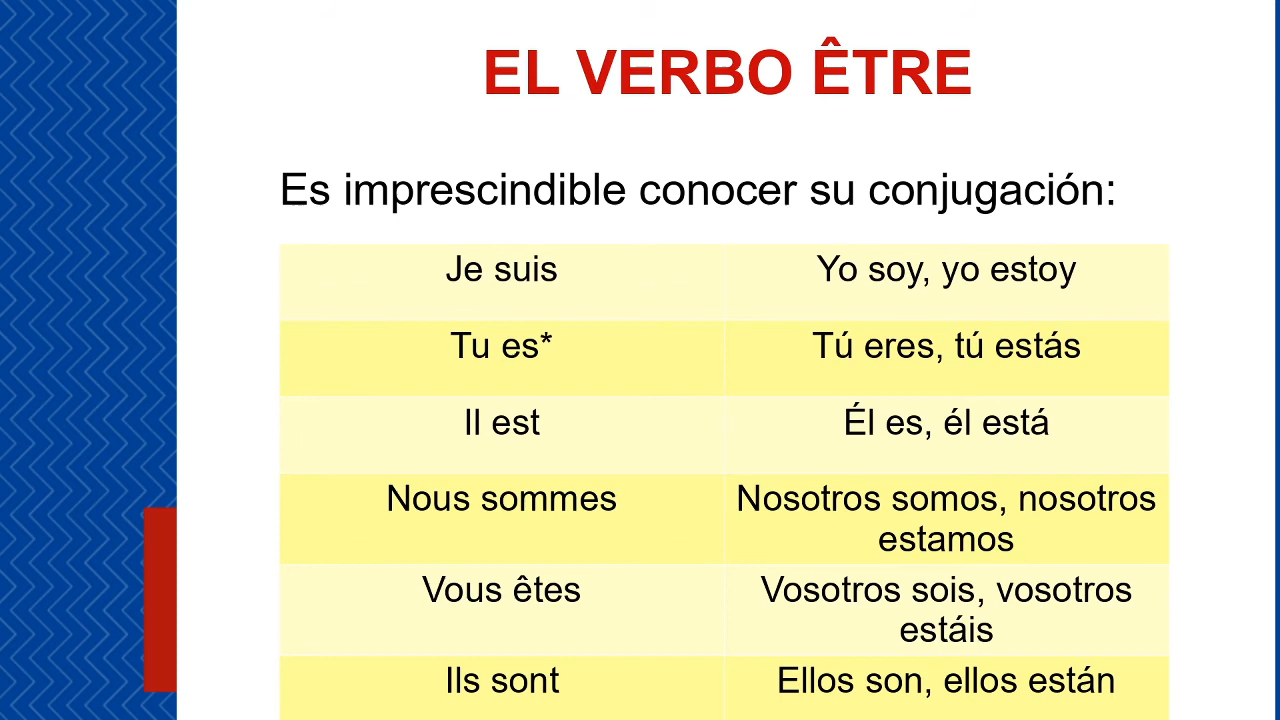 EL VERBO ÊTRE
Es imprescindible conocer su conjugación:
Je suis
Yo soy, yo estoy
Tu es*
Tú eres, tú estás
Il est
Él es, él está
Nous sommes
Nosotros somos, nosotros
estamos
Vous êtes
Vosotros sois, vosotros
estáis
Ils sont
Ellos son, ellos están